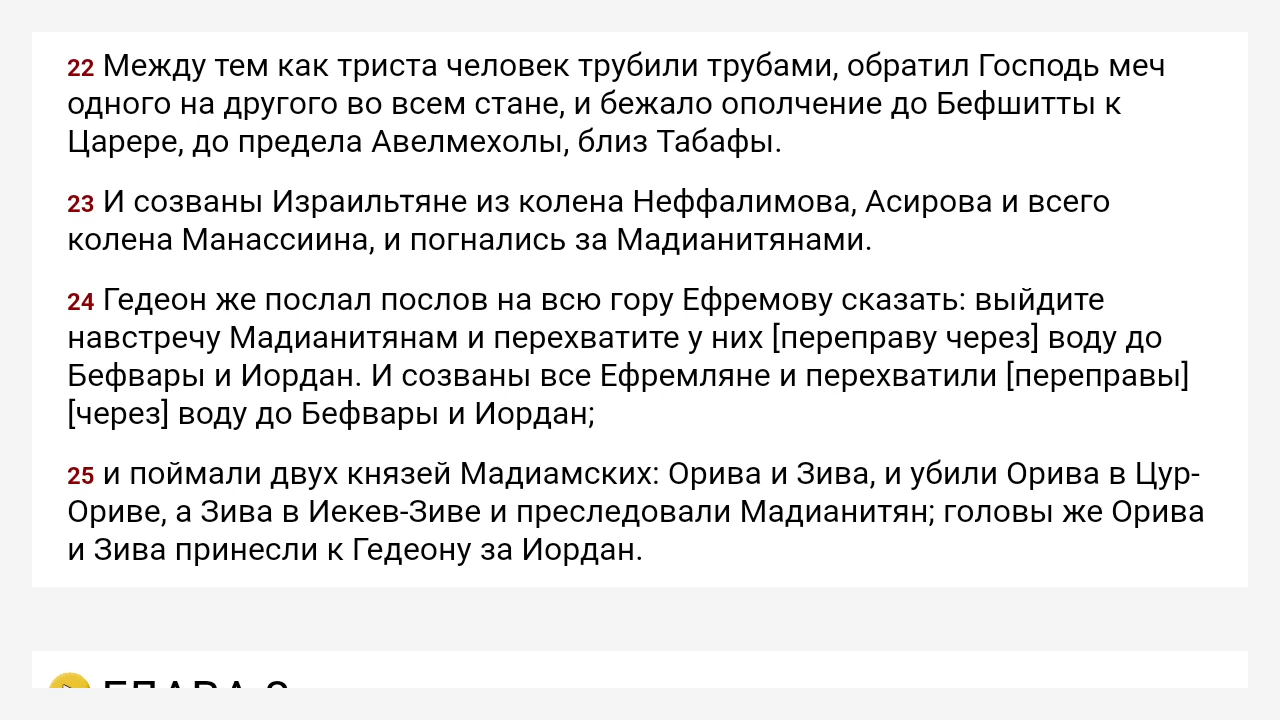 22 Между тем как триста человек трубили трубами, обратил Господь меч
одного на другого во всем стане, и бежало ополчение до Бефшитты к
Царере, до предела Авелмехолы, близ Табафы.
23 И созваны Израильтяне из колена Неффалимова, Асирова и всего
колена Манассиина, и погнались за Мадианитянами.
24 Гедеон же послал послов на всю гору Ефремову сказать: выйдите
навстречу Мадианитянам и перехватите у них [переправу через] воду до
Бефвары и Иордан. И созваны все Ефремляне и перехватили [переправы]
[через] воду до Бефвары и Иордан;
25 и поймали двух князей Мадиамских: Орива и Зива, и убили Орива в Цур-
Ориве, а Зива в Иекев-Зиве и преследовали Мадианитян; головы же Орива
и Зива принесли к Гедеону за Иордан.
ГЛАВА